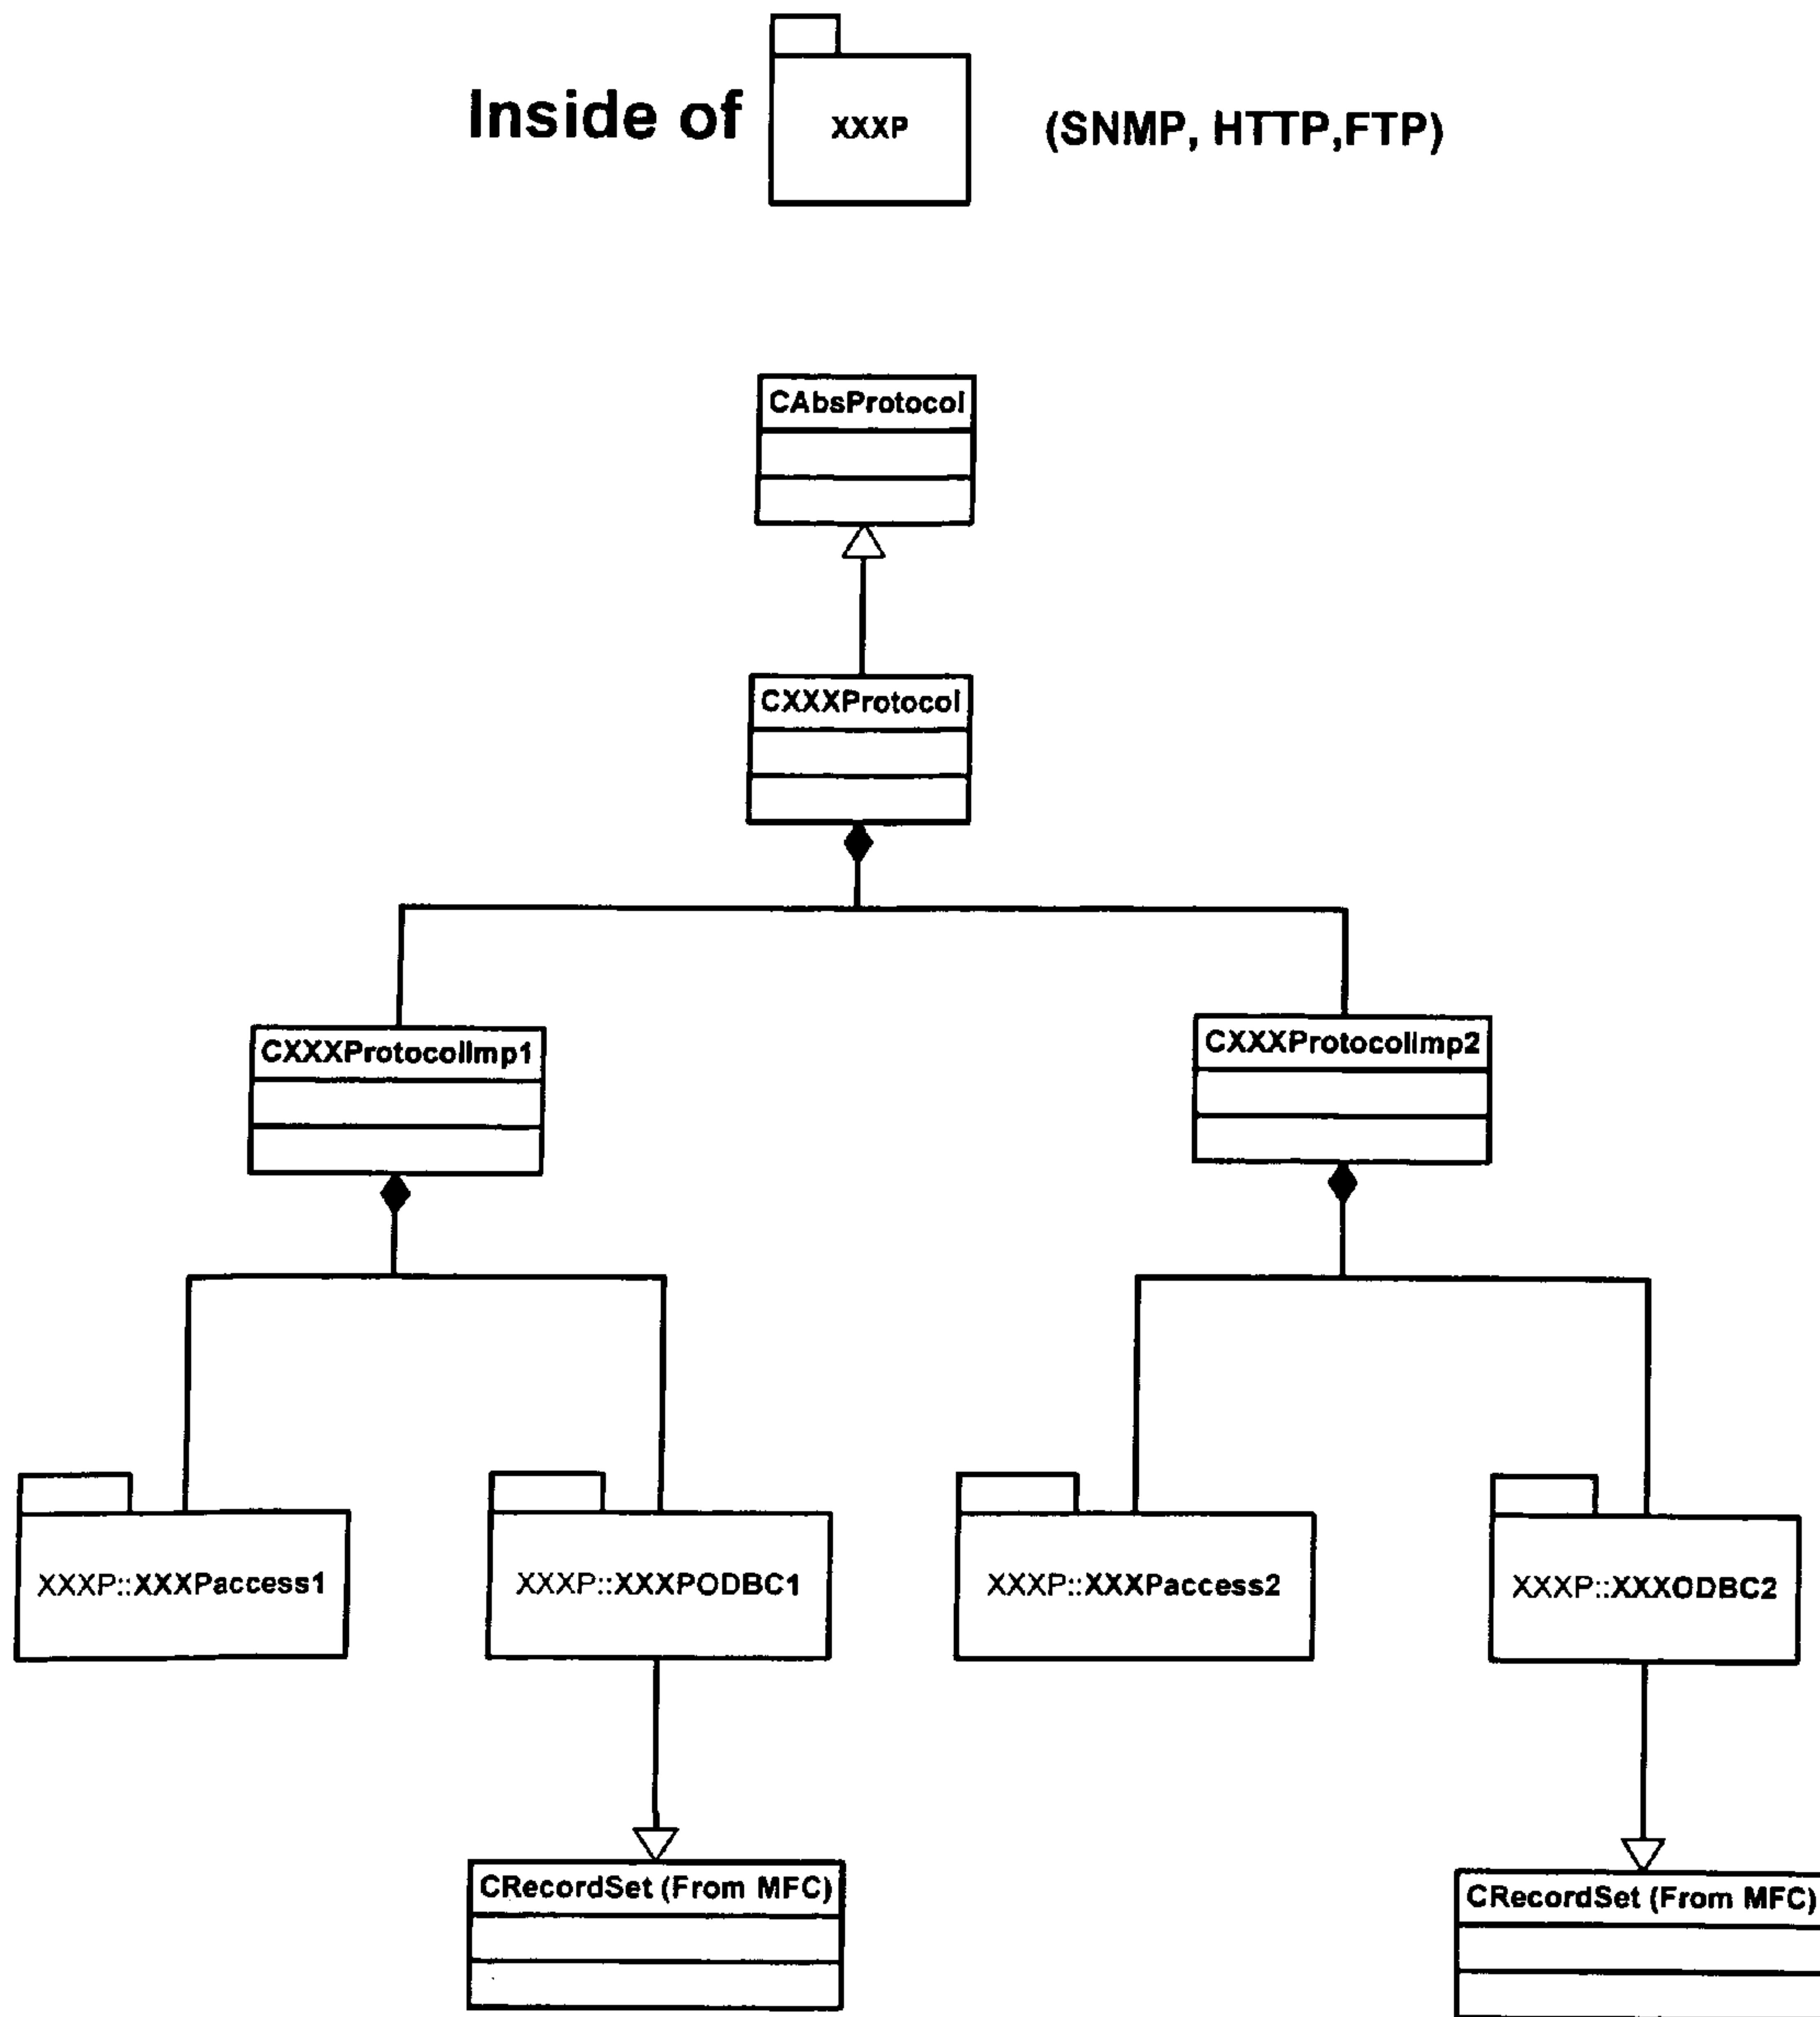 Inside of XXXP (SNMP, HTTP,FTP)
CAbsProtocol
CXXXProtocol
CXXXProtocolImp1
CXXXProtocolImp2
XXXP::XXXPaccess1
XXXP::XXXPODBC1
XXXP::XXXPaccess2
XXXP::XXXODBC2
CRecordSet (From MFC)
CRecordSet (From MFC)